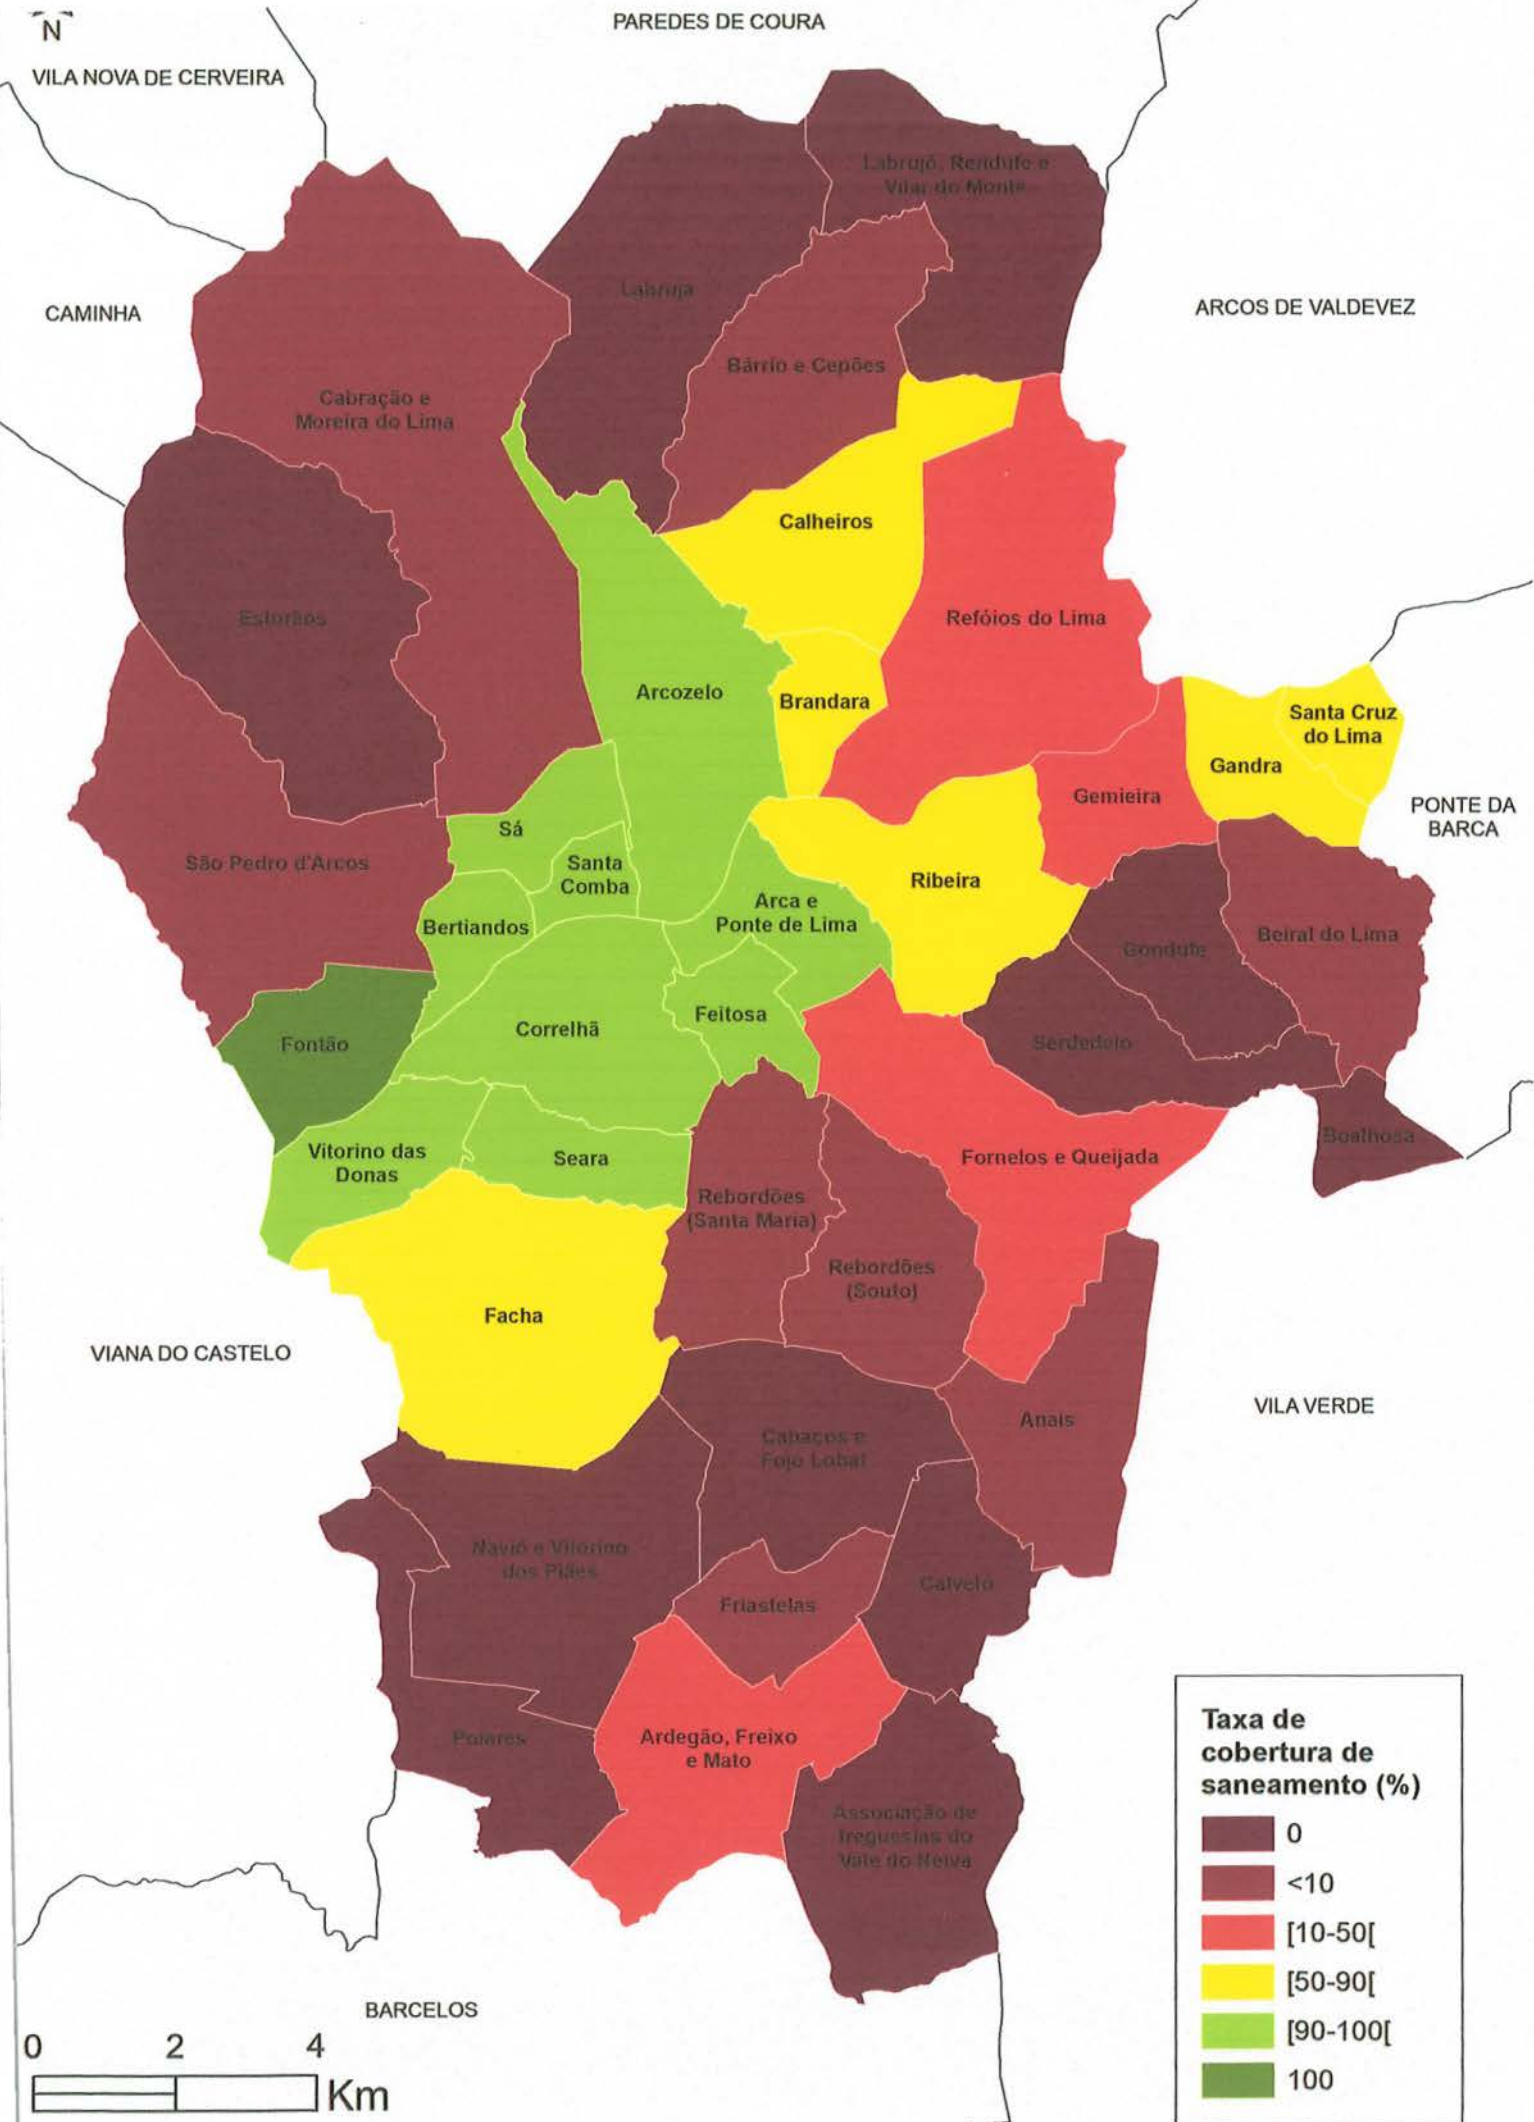 N
PAREDES DE COURA
VILA NOVA DE CERVEIRA
Labrujó, Rendufe e
Vilar do Monte
Labruja
CAMINHA
ARCOS DE VALDEVEZ
Bárrio e Cepões
Cabração e
Moreira do Lima
Calheiros
Estorãos
Refóios do Lima
Arcozelo
Brandara
Santa Cruz
do Lima
Gandra
Gemieira
PONTE DA
BARCA
Sá
São Pedro d'Arcos
Santa
Comba
Ribeira
Arca e
Ponte de Lima
Bertiandos
Beiral do Lima
Gondufe
Feitosa
Correlhã
Fontão
Serdedelo
Boalhosa
Vitorino das
Donas
Seara
Fornelos e Queijada
Rebordões
(Santa Maria)
Rebordões
(Souto)
Facha
VIANA DO CASTELO
VILA VERDE
Anais
Cabaços e
Fojo Lobal
Navió e Vitorino
dos Piães
Calvelo
Friastelas
Poiares
Ardegão, Freixo
e Mato
Associação de
freguesias do
Vale do Neiva
Taxa de
cobertura de
saneamento (%)
0
<10
[10-50[
[50-90[
[90-100[
100
BARCELOS
0 2 4
Km